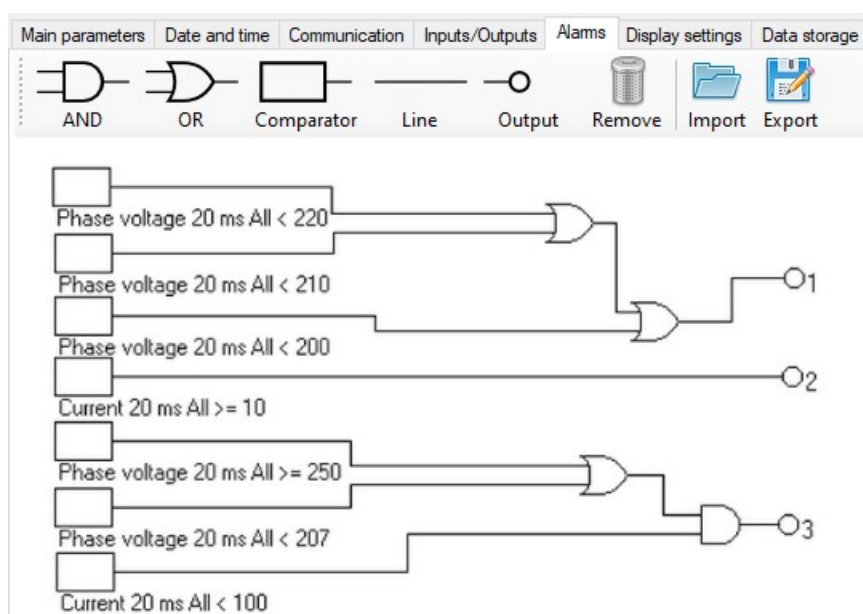 Main parameters Date and time Communication Inputs/Outputs Alarms Display settings Data storage
AND OR Comparator Line Output Remove Import Export
Phase voltage 20 ms All < 220
Phase voltage 20 ms All < 210
1
Phase voltage 20 ms All < 200
2
Current 20 ms All >= 10
Phase voltage 20 ms All >= 250
Phase voltage 20 ms All < 207
3
Current 20 ms All < 100